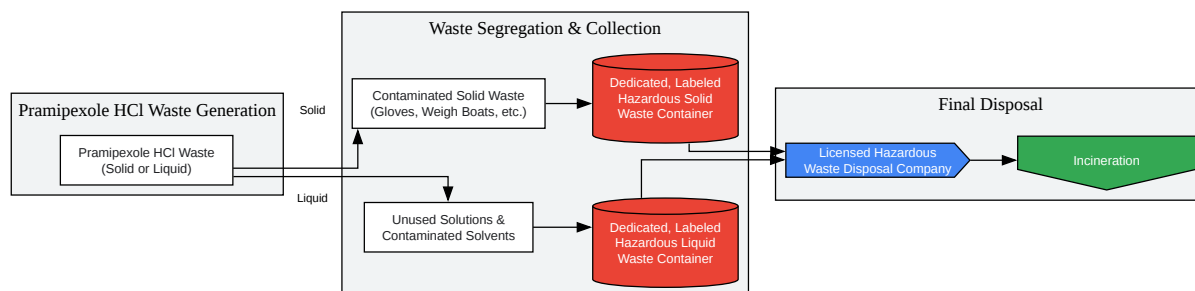 Pramipexole HCl Waste Generation
Pramipexole HCl Waste
(Solid or Liquid)
Solid
Liquid
Waste Segregation & Collection
Contaminated Solid Waste
(Gloves, Weigh Boats, etc.)
Dedicated, Labeled
Hazardous Solid
Waste Container
Unused Solutions &
Contaminated Solvents
Dedicated, Labeled
Hazardous Liquid
Waste Container
Final Disposal
Licensed Hazardous
Waste Disposal Company
Incineration